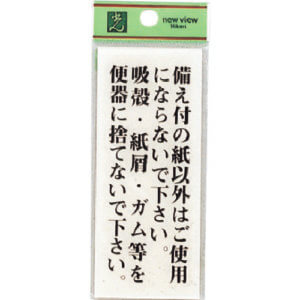 new view
Hikari
備え付の紙以外はご使用
にならないで下さい。
吸殻・紙屑・ガム等を
便器に捨てないで下さい。